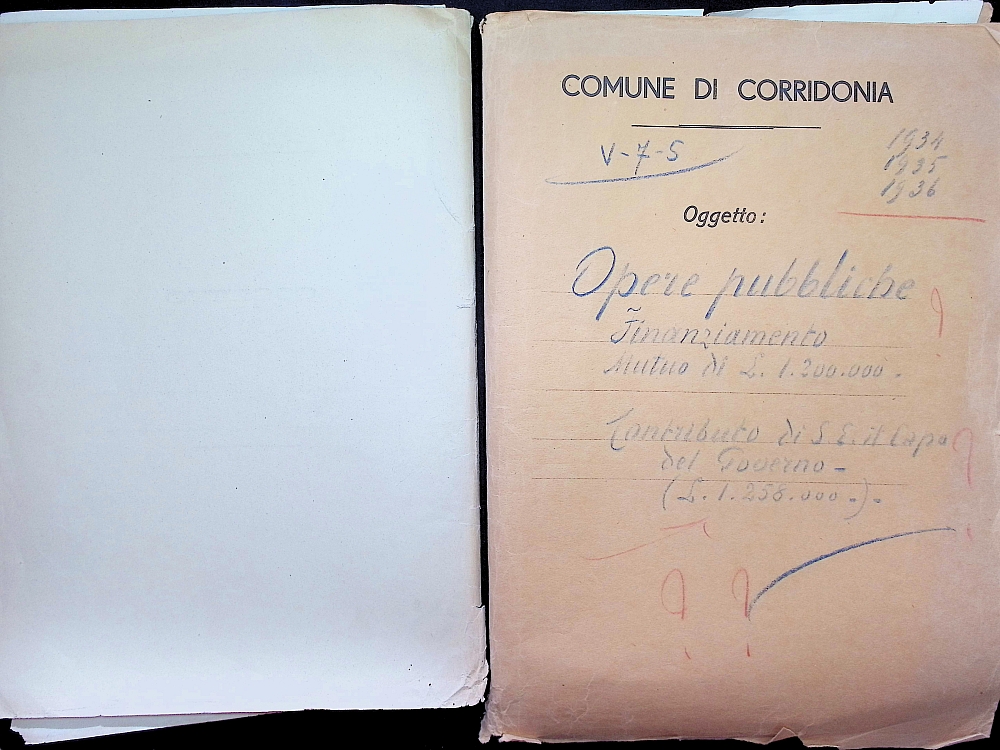 COMUNE DI CORRIDONIA
V-7-5
1934
1935
1936
Oggetto:
Opere pubbliche
Finanziamento
Mutuo di L. 1.200.000.-
Contributo di S. E. il Capo
del Governo -
(L. 1.258.000.-).-
? ? ? ?